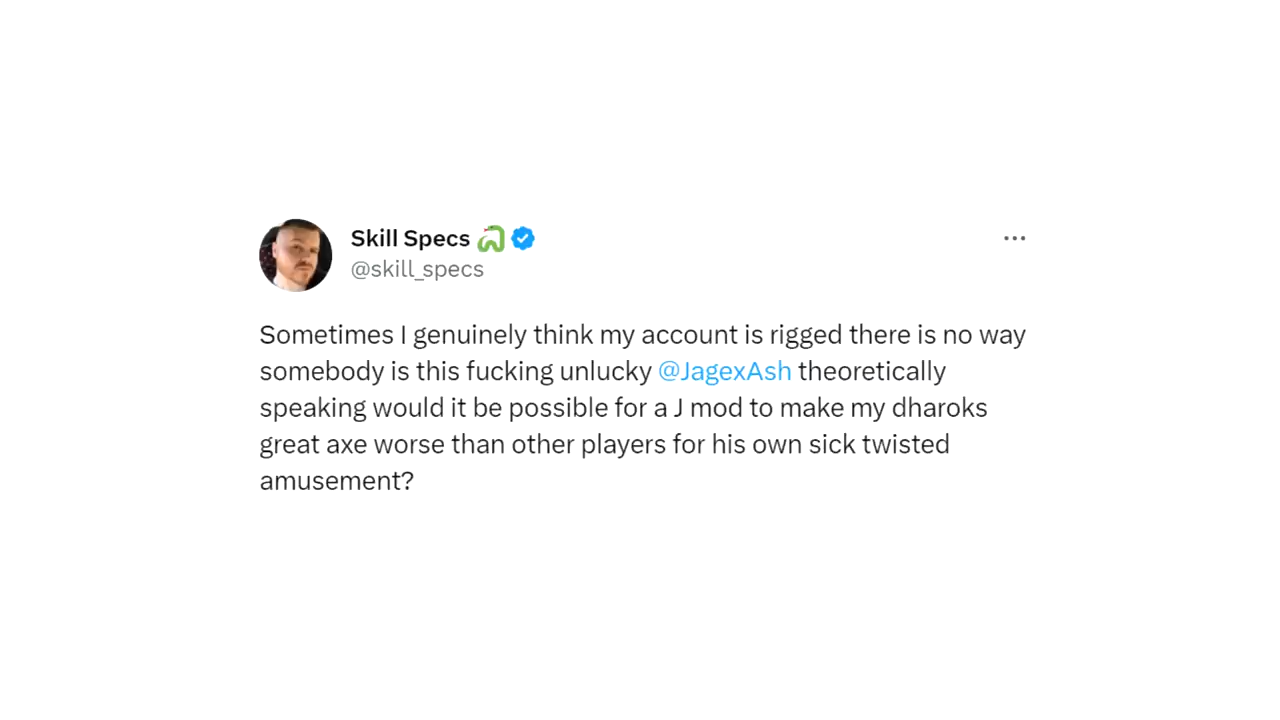 Skill Specs
@skill_specs
Sometimes I genuinely think my account is rigged there is no way
somebody is this fucking unlucky @JagexAsh theoretically
speaking would it be possible for a J mod to make my dharoks
great axe worse than other players for his own sick twisted
amusement?